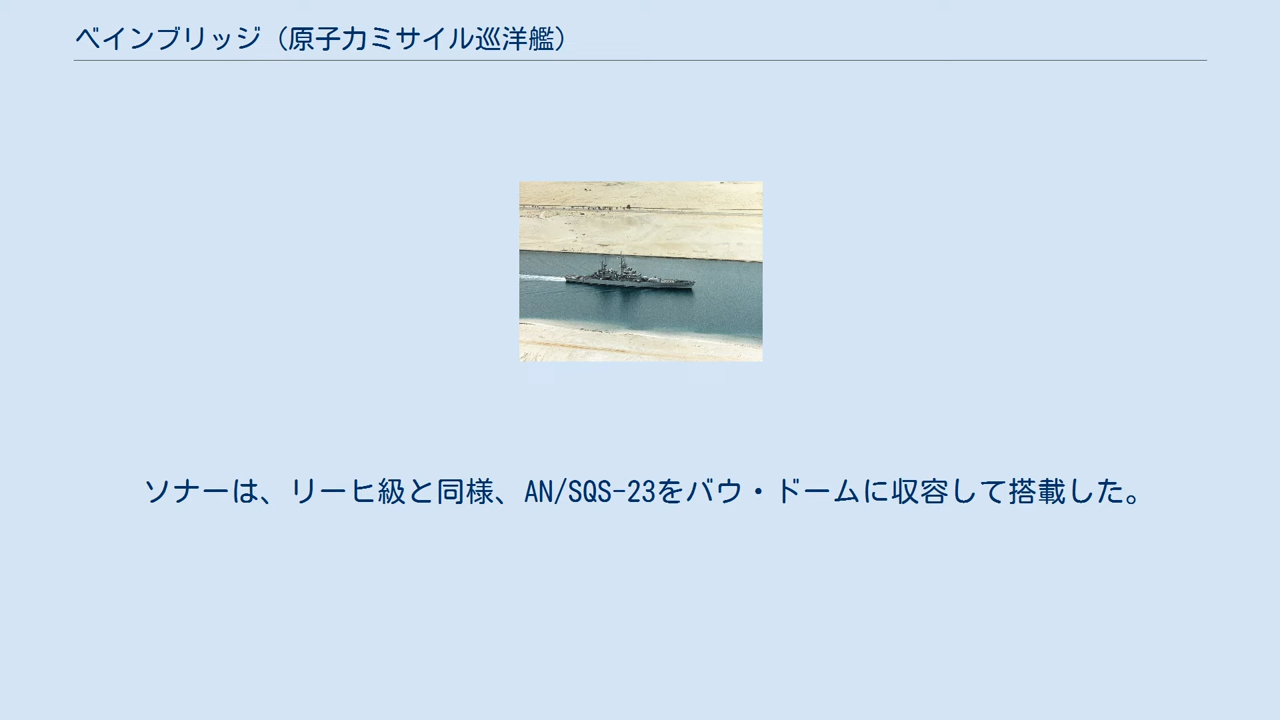 ベインブリッジ（原子力ミサイル巡洋艦）
ソナーは、リーヒ級と同様、AN/SQS-23をバウ・ドームに収容して搭載した。